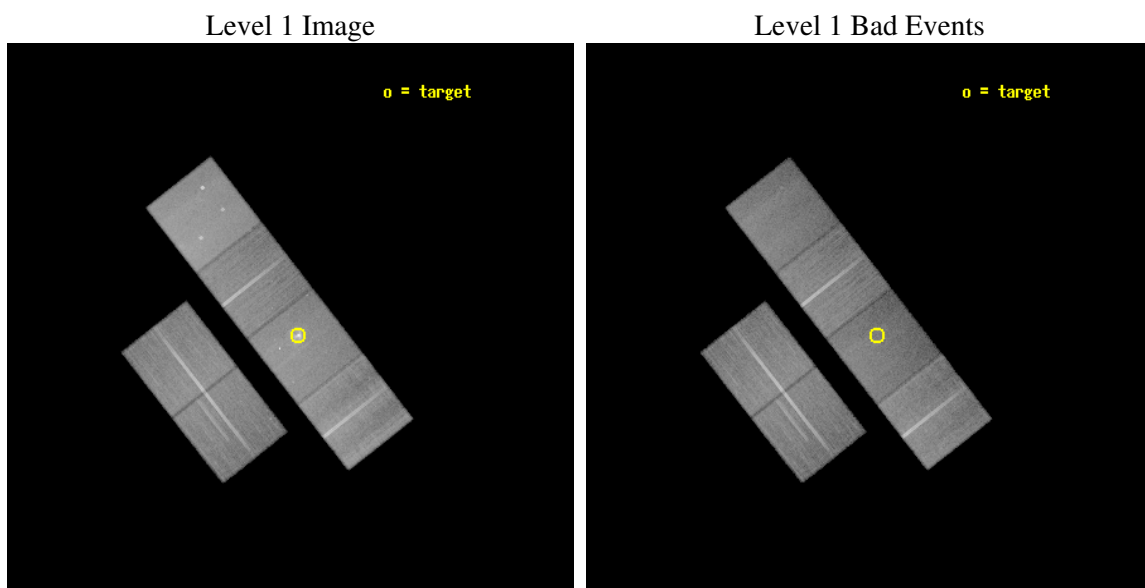 Level 1 Image
Level 1 Bad Events
o = target
o = target